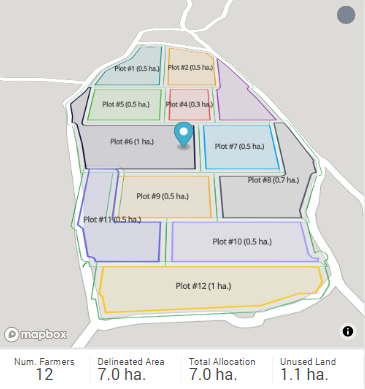 Plot #1 (0.5 ha.)
Plot #2 (0.5 ha.)
Plot #5 (0.5 ha.)
Plot #4 (0.3 ha.)
Plot #6 (1 ha.)
Plot #7 (0.5 ha.)
Plot #8 (0.7 ha.)
Plot #9 (0.5 ha.)
Plot #11 (0.5 ha.)
Plot #10 (0.5 ha.)
Plot #12 (1 ha.)
mapbox
Num. Farmers Delineated Area Total Allocation Unused Land
12 7.0 ha. 7.0 ha. 1.1 ha.